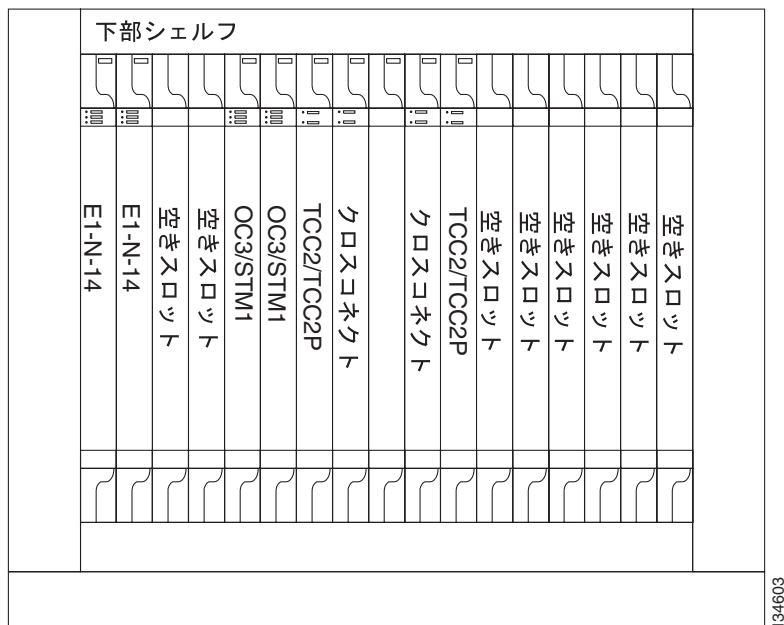 下部シェルフ
E1-N-14
E1-N-14
空きスロット
空きスロット
OC3/STM1
OC3/STM1
TCC2/TCC2P
クロスコネクト
クロスコネクト
TCC2/TCC2P
空きスロット
空きスロット
空きスロット
空きスロット
空きスロット
空きスロット
134603